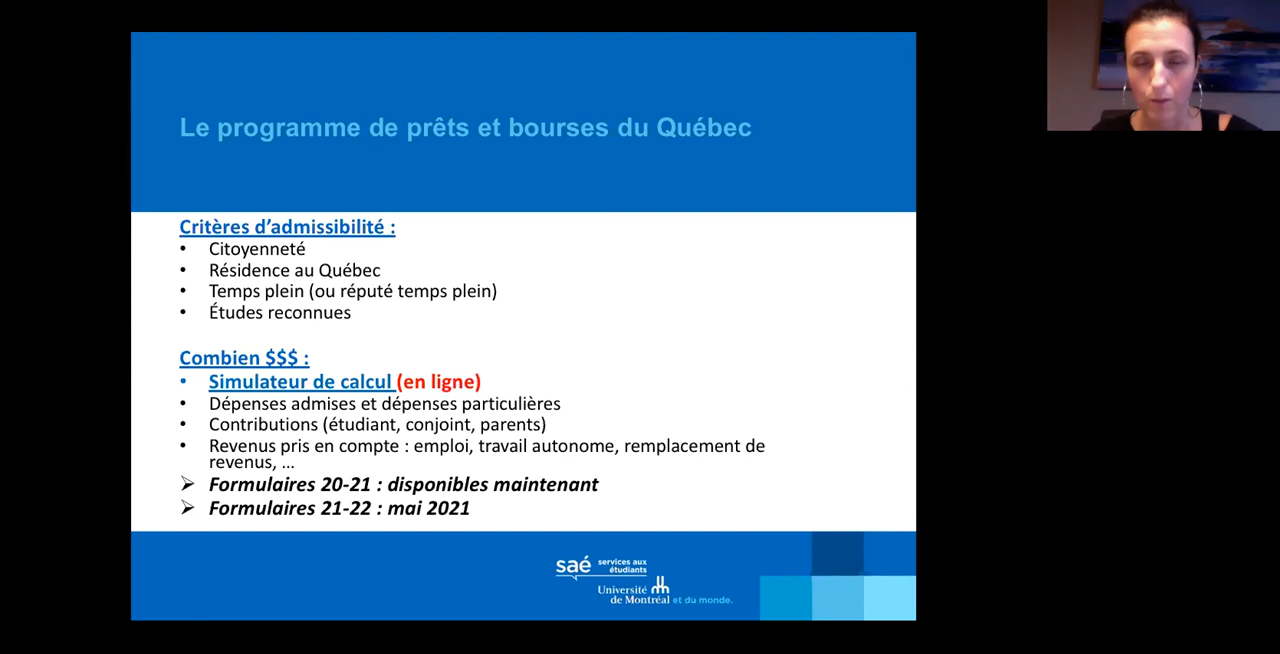 Le programme de prêts et bourses du Québec
Critères d’admissibilité :
• Citoyenneté
• Résidence au Québec
• Temps plein (ou réputé temps plein)
• Études reconnues
Combien $$$ :
• Simulateur de calcul (en ligne)
• Dépenses admises et dépenses particulières
• Contributions (étudiant, conjoint, parents)
• Revenus pris en compte : emploi, travail autonome, remplacement de
revenus, …
➢ Formulaires 20-21 : disponibles maintenant
➢ Formulaires 21-22 : mai 2021
saé services aux
étudiants
Université
de Montréal et du monde.